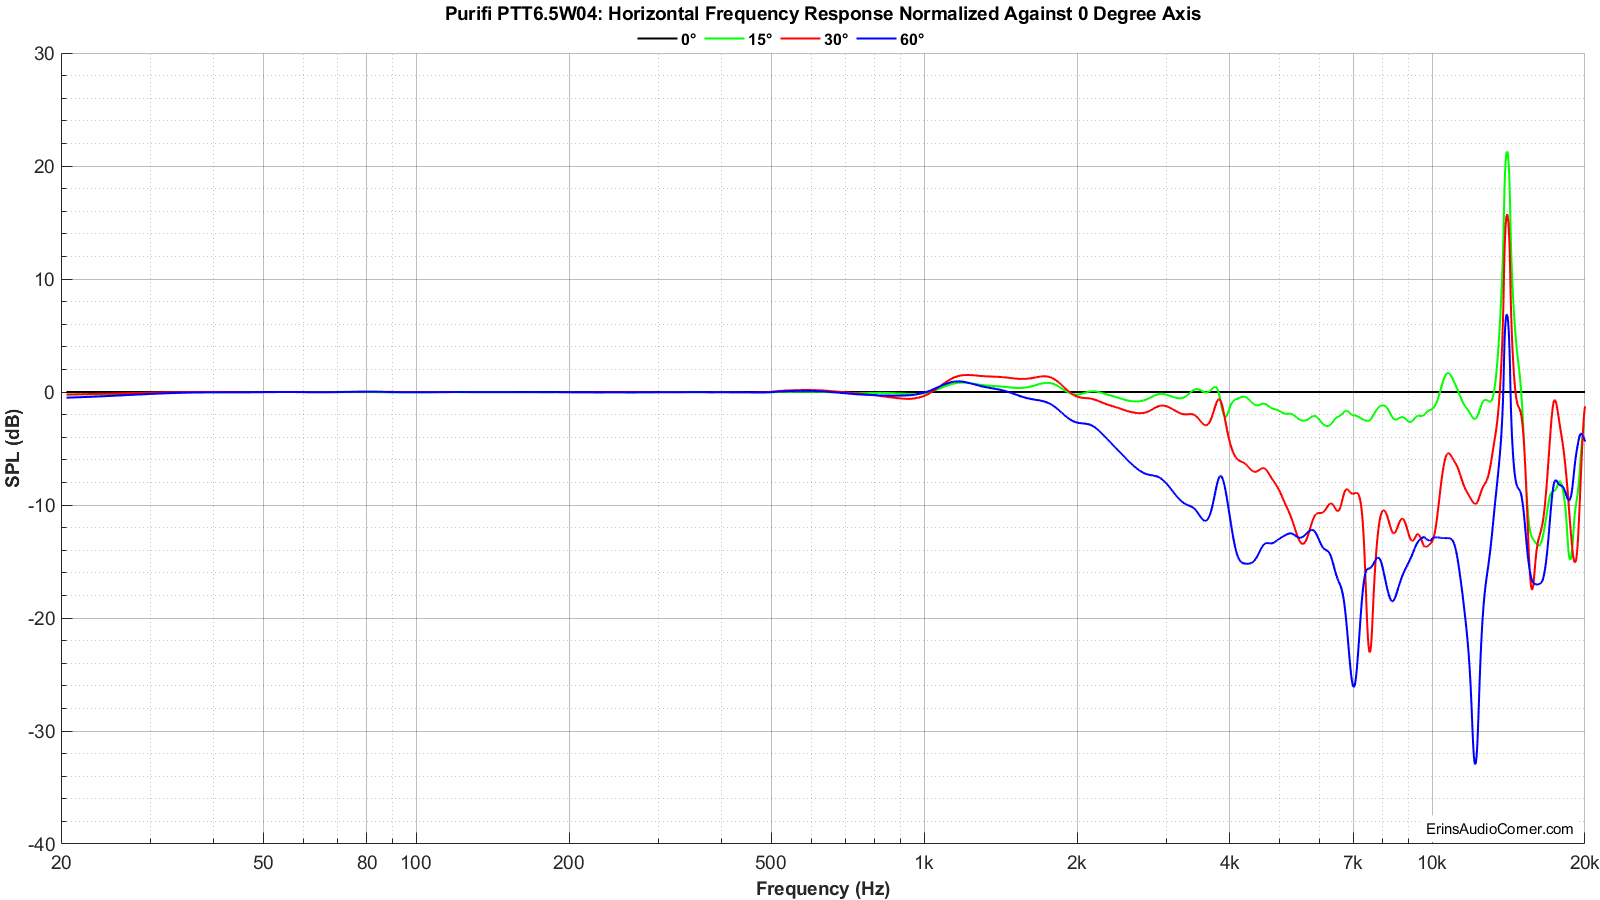 Purifi PTT6.5W04: Horizontal Frequency Response Normalized Against 0 Degree Axis
0° 15° 30° 60°
30
20
10
0
-10
-20
-30
-40
SPL (dB)
ErinsAudioCorner.com
20 50 80 100 200 500 1k 2k 4k 7k 10k 20k
Frequency (Hz)